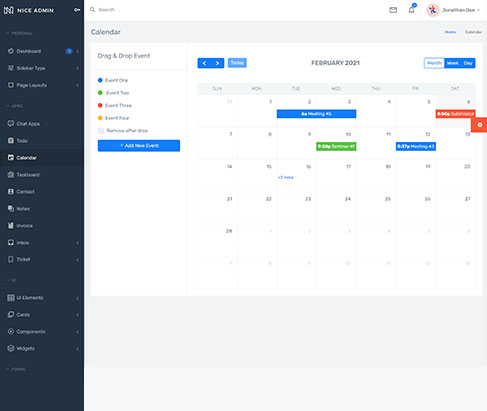 NICE ADMIN
Search
Jonathan Doe
PERSONAL
Dashboard
Sidebar Type
Page Layouts
APPS
Chat Apps
Todo
Calendar
Taskboard
Contact
Notes
Invoice
Inbox
Ticket
UI
UI Elements
Cards
Components
Widgets
FORMS
Calendar
Home / Calendar
Drag & Drop Event
Event One
Event Two
Event Three
Event Four
Remove after drop
+ Add New Event
Today
FEBRUARY 2021
Month Week Day
SUN MON TUE WED THU FRI SAT
31 1 2 3 4 5 6
6a Meeting #5
8:56p Submission
7 8 9 10 11 12 13
9:30p Seminar #1
8:37p Meeting #3
14 15 16 17 18 19 20
+3 more
21 22 23 24 25 26 27
28 1 2 3 4 5 6
7 8 9 10 11 12 13